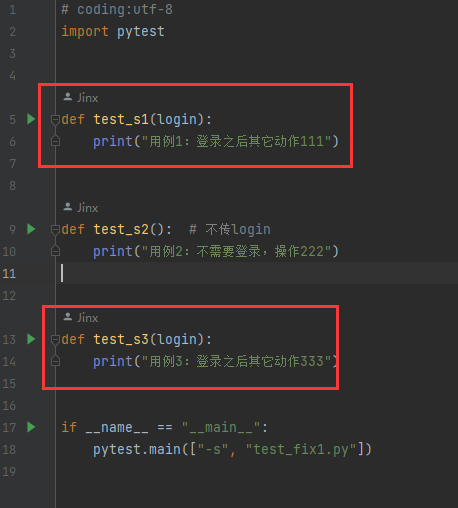 1 # coding:utf-8
2 import pytest
3
4
Jinx
5 def test_s1(login):
6 print("用例1：登录之后其它动作111")
7
8
Jinx
9 def test_s2():  # 不传login
10 print("用例2：不需要登录，操作222")
11
12
Jinx
13 def test_s3(login):
14 print("用例3：登录之后其它动作333")
15
16
17 if __name__ == "__main__":
18 pytest.main(["-s", "test_fix1.py"])
19